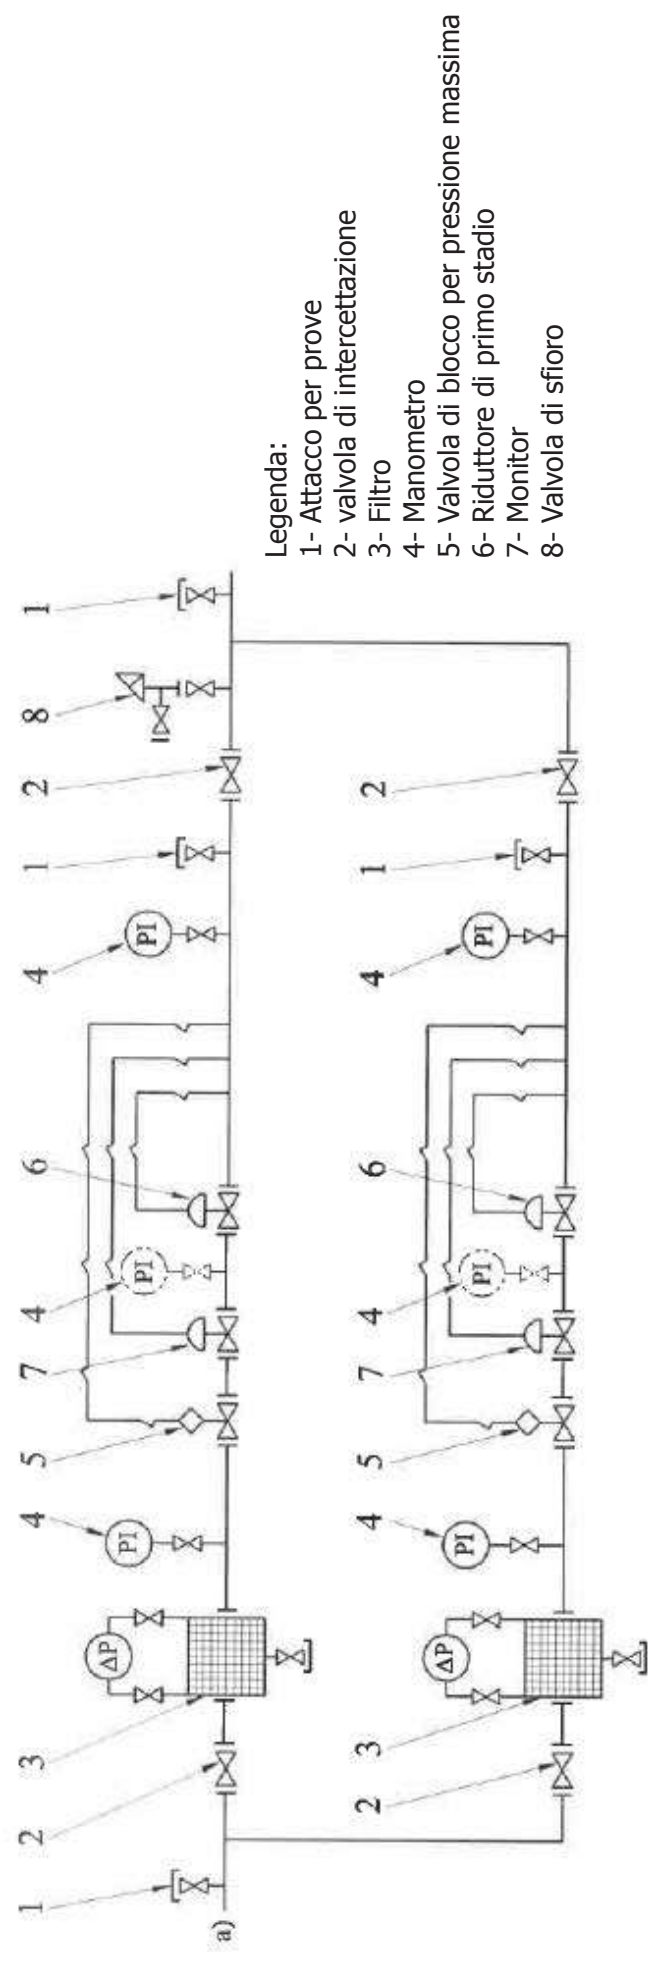 1 2 3 4 5 7 4 6 4 1 2 8 1
ΔP PI PI PI
a)
2 3 4 5 7 4 6 4 1 2
ΔP PI PI PI
Legenda:
1- Attacco per prove
2- valvola di intercettazione
3- Filtro
4- Manometro
5- Valvola di blocco per pressione massima
6- Riduttore di primo stadio
7- Monitor
8- Valvola di sfioro